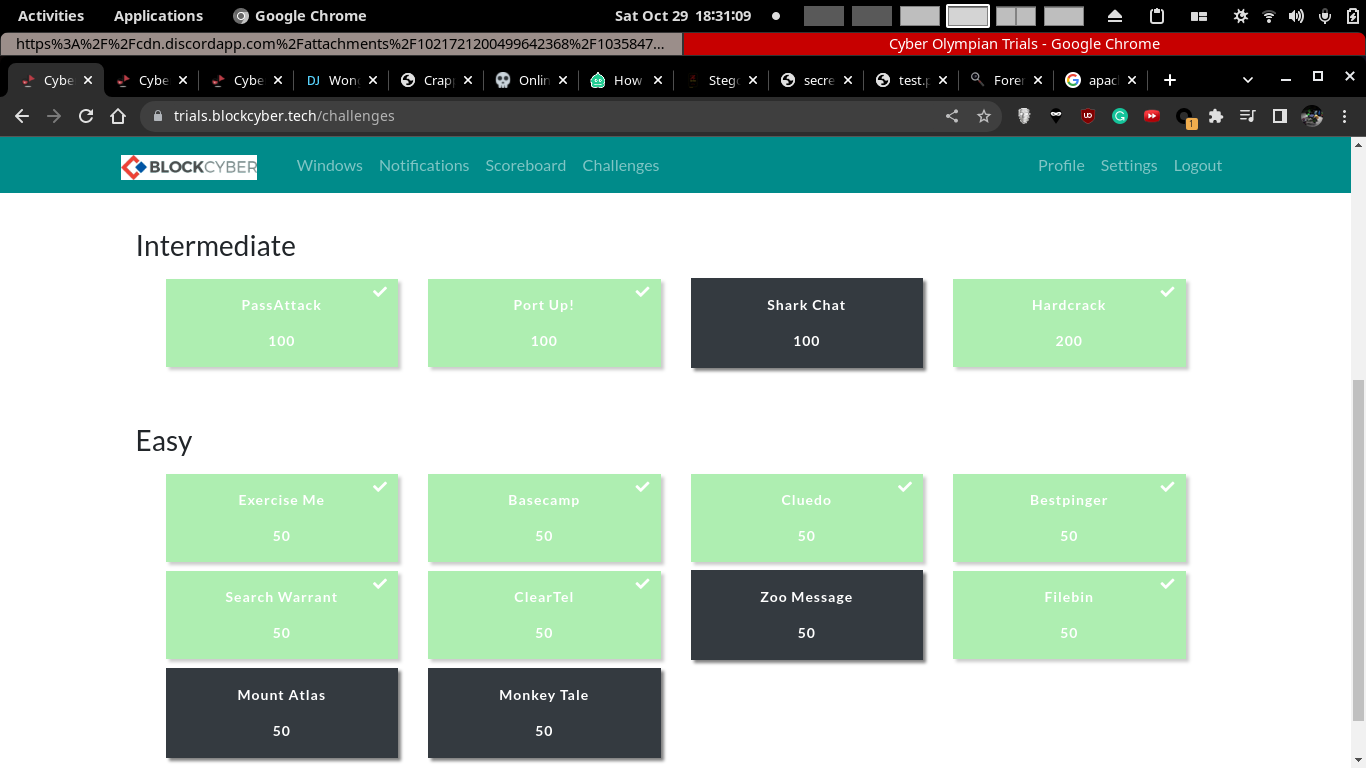 Activities Applications Google Chrome Sat Oct 29 18:31:09
https%3A%2F%2Fcdn.discordapp.com%2Fattachments%2F1021721200499642368%2F1035847... Cyber Olympian Trials - Google Chrome
Cybe Cybe Cybe DJ Won Crap Onlin How Stego secre test.p Foren apac
trials.blockcyber.tech/challenges 1
BLOCKCYBER Windows Notifications Scoreboard Challenges Profile Settings Logout
Intermediate
PassAttack Port Up! Shark Chat Hardcrack
100 100 100 200
Easy
Exercise Me Basecamp Cluedo Bestpinger
50 50 50 50
Search Warrant ClearTel Zoo Message Filebin
50 50 50 50
Mount Atlas Monkey Tale
50 50